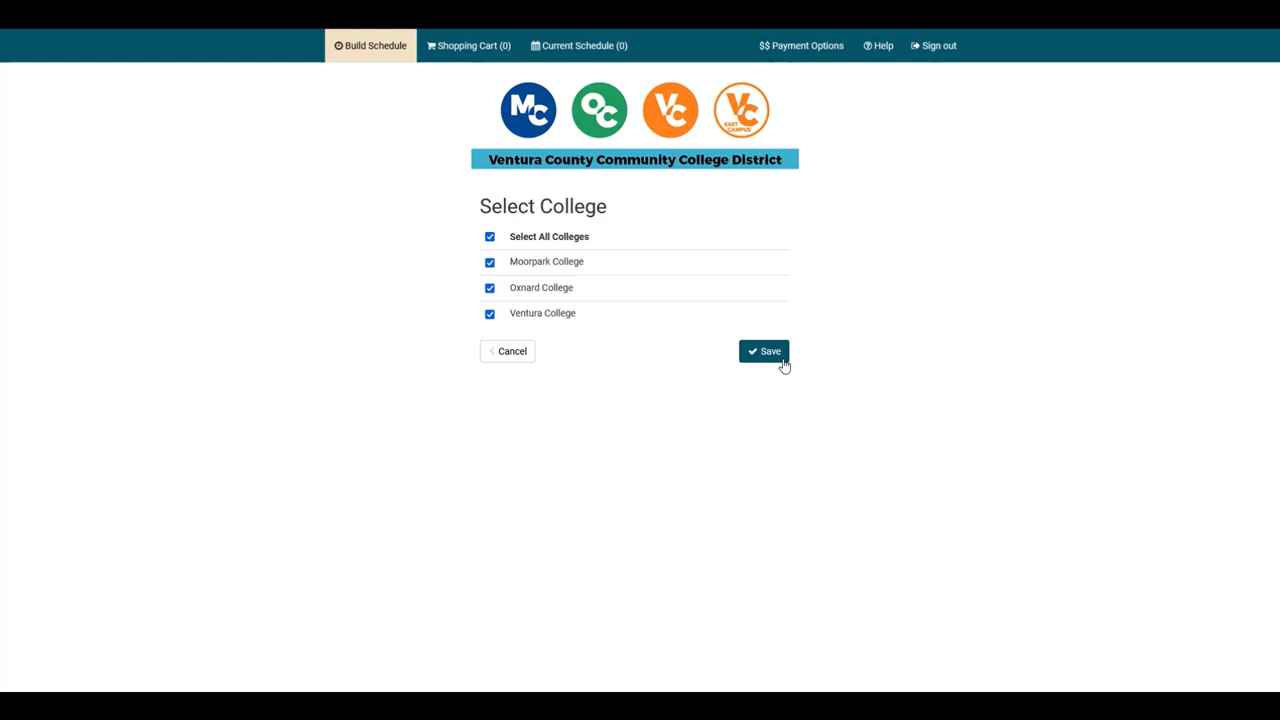 Build Schedule Shopping Cart (0) Current Schedule (0) $$ Payment Options Help Sign out
MC OC VC VC EAST CAMPUS
Ventura County Community College District
Select College
Select All Colleges
Moorpark College
Oxnard College
Ventura College
Cancel Save